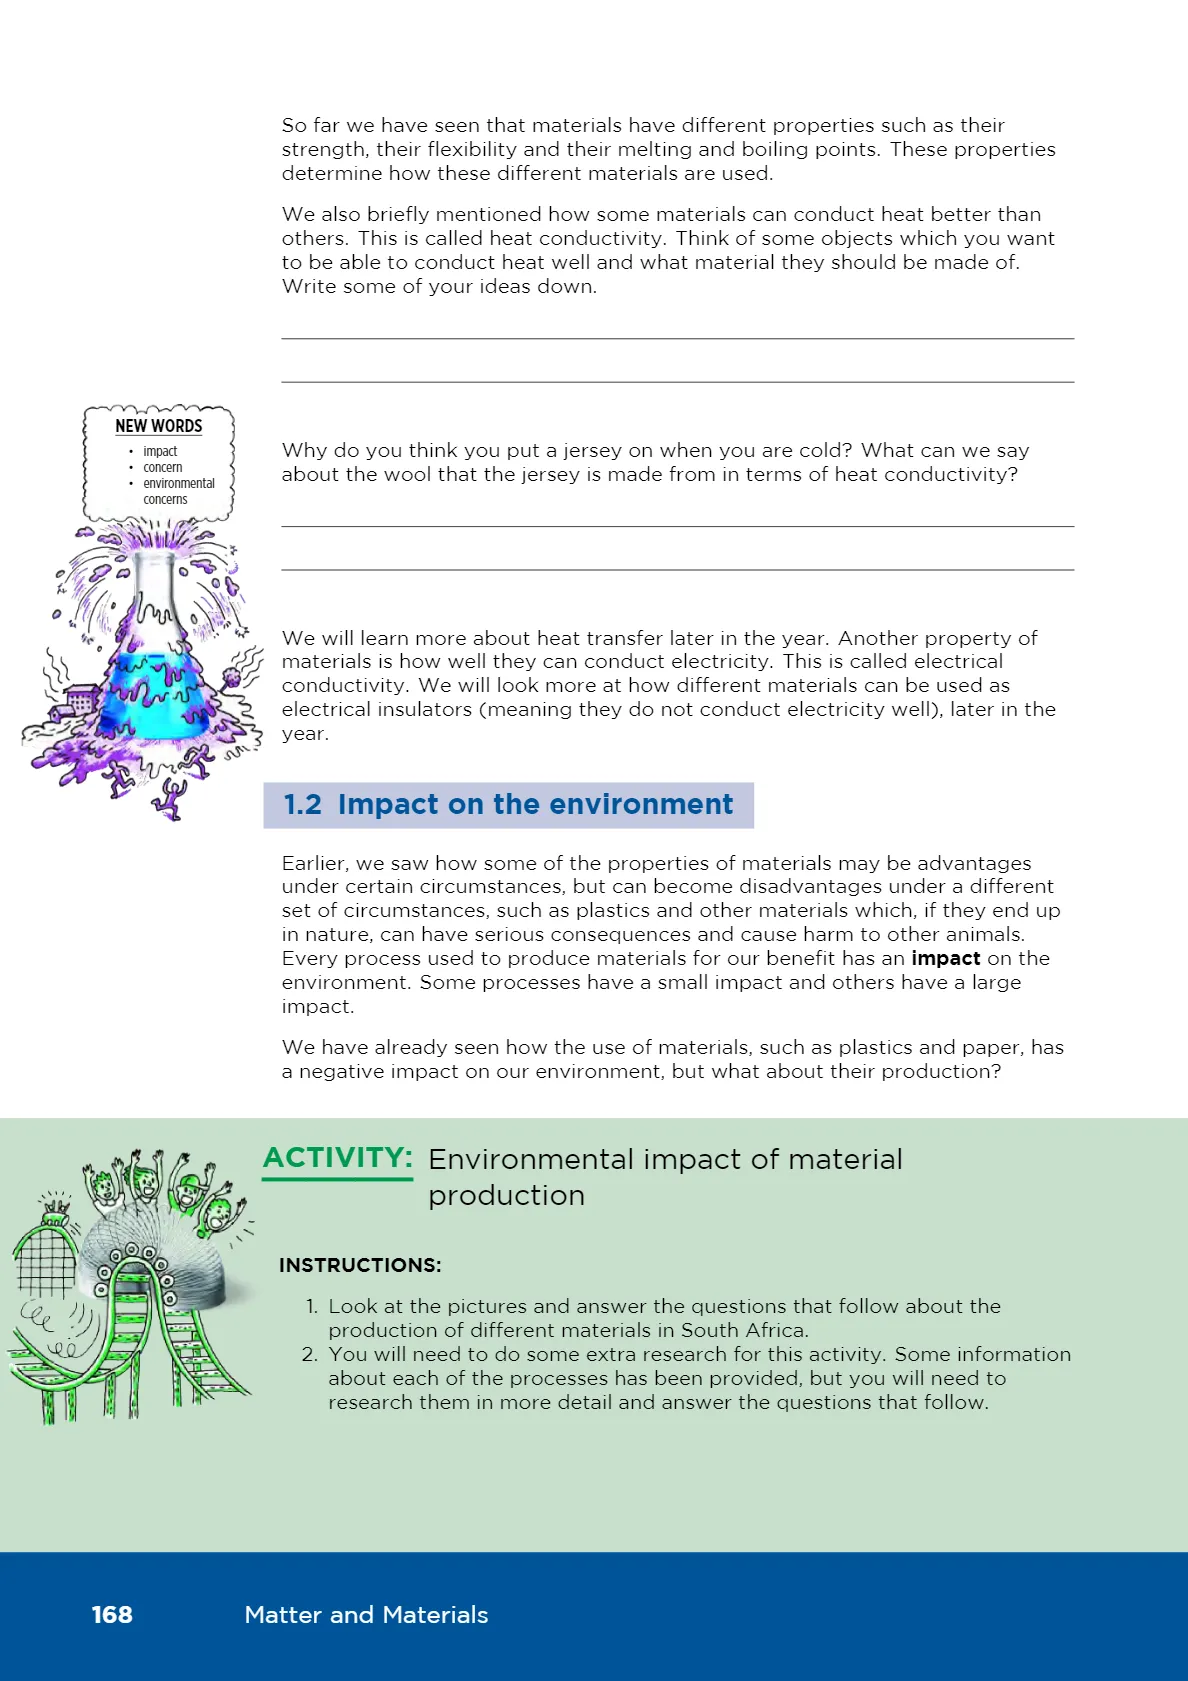 So far we have seen that materials have different properties such as their
strength, their flexibility and their melting and boiling points. These properties
determine how these different materials are used.
We also briefly mentioned how some materials can conduct heat better than
others. This is called heat conductivity. Think of some objects which you want
to be able to conduct heat well and what material they should be made of.
Write some of your ideas down.
NEW WORDS
• impact
• concern
• environmental
concerns
Why do you think you put a jersey on when you are cold? What can we say
about the wool that the jersey is made from in terms of heat conductivity?
We will learn more about heat transfer later in the year. Another property of
materials is how well they can conduct electricity. This is called electrical
conductivity. We will look more at how different materials can be used as
electrical insulators (meaning they do not conduct electricity well), later in the
year.
1.2 Impact on the environment
Earlier, we saw how some of the properties of materials may be advantages
under certain circumstances, but can become disadvantages under a different
set of circumstances, such as plastics and other materials which, if they end up
in nature, can have serious consequences and cause harm to other animals.
Every process used to produce materials for our benefit has an impact on the
environment. Some processes have a small impact and others have a large
impact.
We have already seen how the use of materials, such as plastics and paper, has
a negative impact on our environment, but what about their production?
ACTIVITY: Environmental impact of material
production
INSTRUCTIONS:
1. Look at the pictures and answer the questions that follow about the
production of different materials in South Africa.
2. You will need to do some extra research for this activity. Some information
about each of the processes has been provided, but you will need to
research them in more detail and answer the questions that follow.
168 Matter and Materials